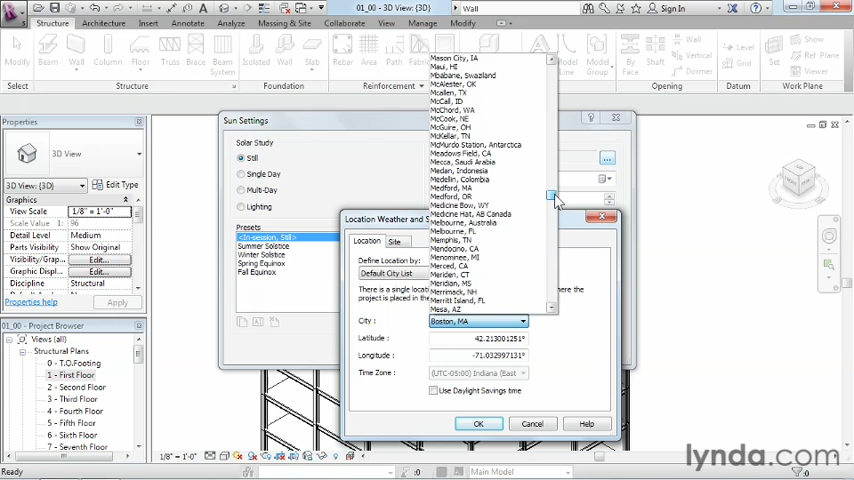 01_00 - 3D View: {3D}
Wall
Sign In
Structure
Architecture
Insert
Annotate
Analyze
Massing & Site
Collaborate
View
Manage
Modify
Modify
Beam
Wall
Truss
Brace
Beam
System
Isolated
Wall
Slab
Rebar
Area
Path
Fabric
Model
Line
By
Face
Shaft
Wall
Vertical
Dormer
Level
Grid
Set
Show
Ref Plane
Viewer
Select
Structure
Reinforcement
Opening
Datum
Work Plane
Properties
3D View
3D View: {3D}
Edit Type
Graphics
View Scale
1/8" = 1'-0"
Scale Value 1:
96
Detail Level
Coarse
Parts Visibility
Show Original
Visibility/Grap...
Edit...
Graphic Displ...
Edit...
Discipline
Structural
Properties help
Apply
01_00 - Project Browser
Views (all)
Structural Plans
0 - T.O.Footing
1 - First Floor
2 - Second Floor
3 - Third Floor
4 - Fourth Floor
5 - Fifth Floor
6 - Sixth Floor
7 - Seventh Floor
Sun Settings
Solar Study
Still
Single Day
Multi-Day
Lighting
Presets
<In-session, Still>
Summer Solstice
Winter Solstice
Spring Equinox
Fall Equinox
Location Weather and S
Location
Site
Define Location by:
Default City List
There is a single locati
here the
project is placed in the
City :
Boston, MA
Latitude :
42.213001251°
Longitude :
-71.032997131°
Time Zone :
(UTC-05:00) Indiana (East
Use Daylight Savings time
OK
Cancel
Help
Mason City, IA
Maui, HI
Mbabane, Swaziland
McAlester, OK
Mcallen, TX
McCall, ID
McChord, WA
McCook, NE
McGuire, OH
McKellar, TN
McMurdo Station, Antarctica
Meadows Field, CA
Mecca, Saudi Arabia
Medan, Indonesia
Medellin, Colombia
Medford, MA
Medford, OR
Medicine Bow, WY
Medicine Hat, AB Canada
Melbourne, Australia
Melbourne, FL
Memphis, TN
Mendocino, CA
Menominee, MI
Merced, CA
Meriden, CT
Meridian, MS
Merrimack, NH
Merritt Island, FL
Mesa, AZ
1/8" = 1'-0"
Ready
:0
Main Model
:0
lynda.com